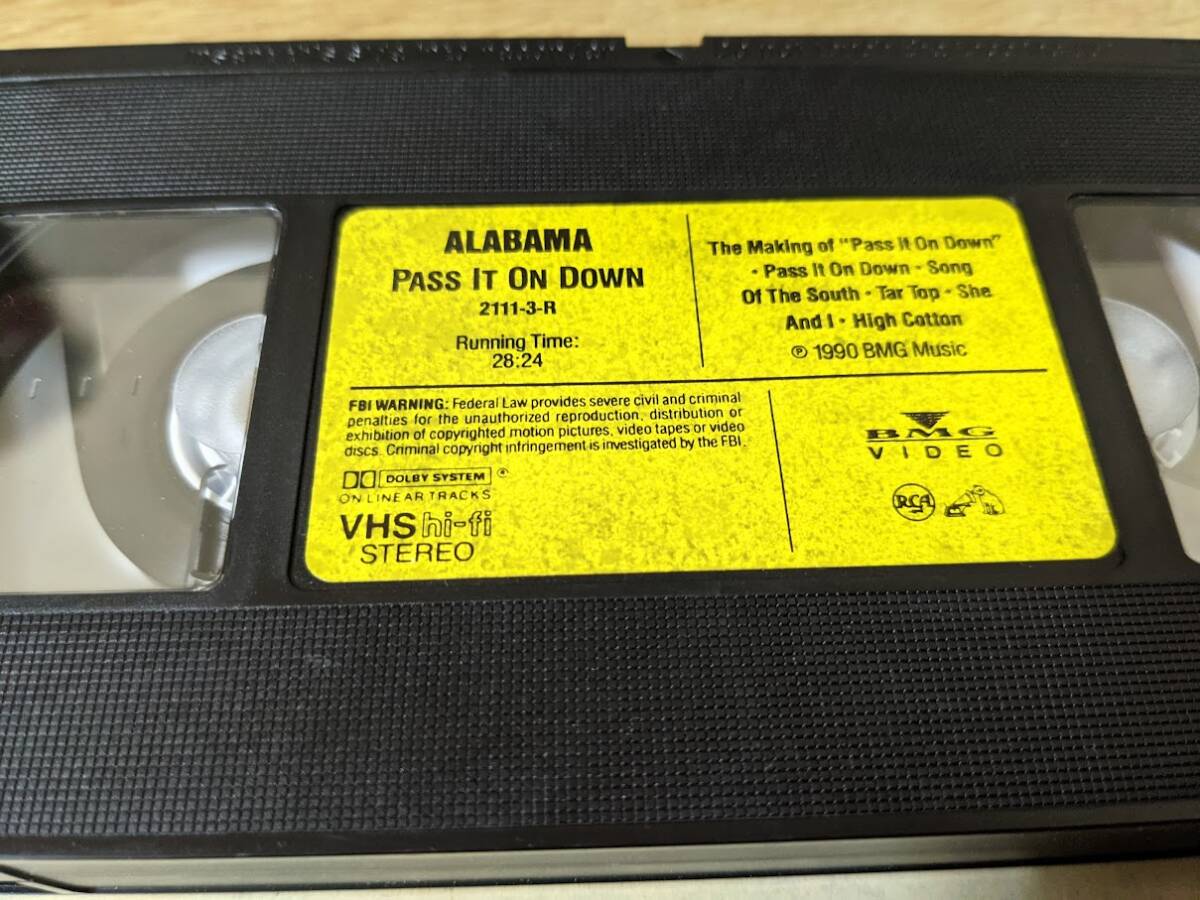 ALABAMA
PASS IT ON DOWN
2111-3-R
Running Time:
28:24
The Making of "Pass It On Down"
• Pass It On Down • Song
Of The South • Tar Top • She
And I • High Cotton
℗ 1990 BMG Music
FBI WARNING: Federal Law provides severe civil and criminal
penalties for the unauthorized reproduction, distribution or
exhibition of copyrighted motion pictures, video tapes or video
discs. Criminal copyright infringement is investigated by the FBI.
DOLBY SYSTEM ®
ON LINEAR TRACKS
VHS hi-fi
STEREO
BMG
VIDEO
RCA